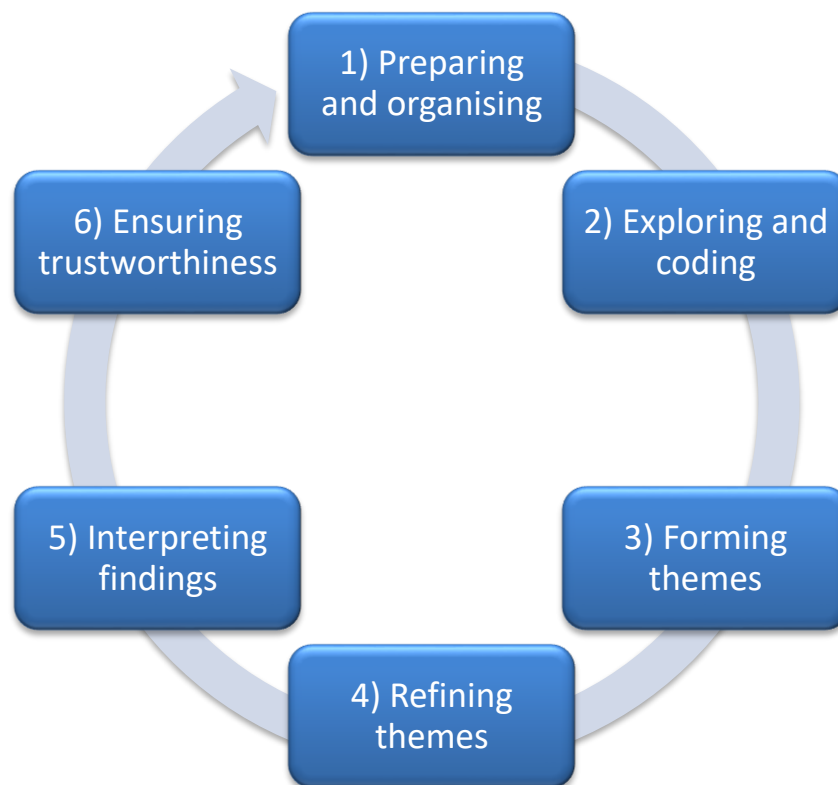 1) Preparing
and organising
2) Exploring and
coding
3) Forming
themes
4) Refining
themes
5) Interpreting
findings
6) Ensuring
trustworthiness